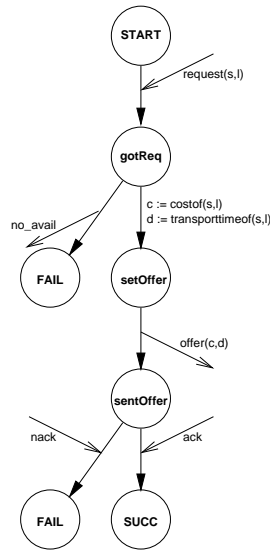 START
request(s,l)
gotReq
c := costof(s,l)
d := transporttimeof(s,l)
no_avail
FAIL
setOffer
offer(c,d)
sentOffer
nack
ack
FAIL
SUCC